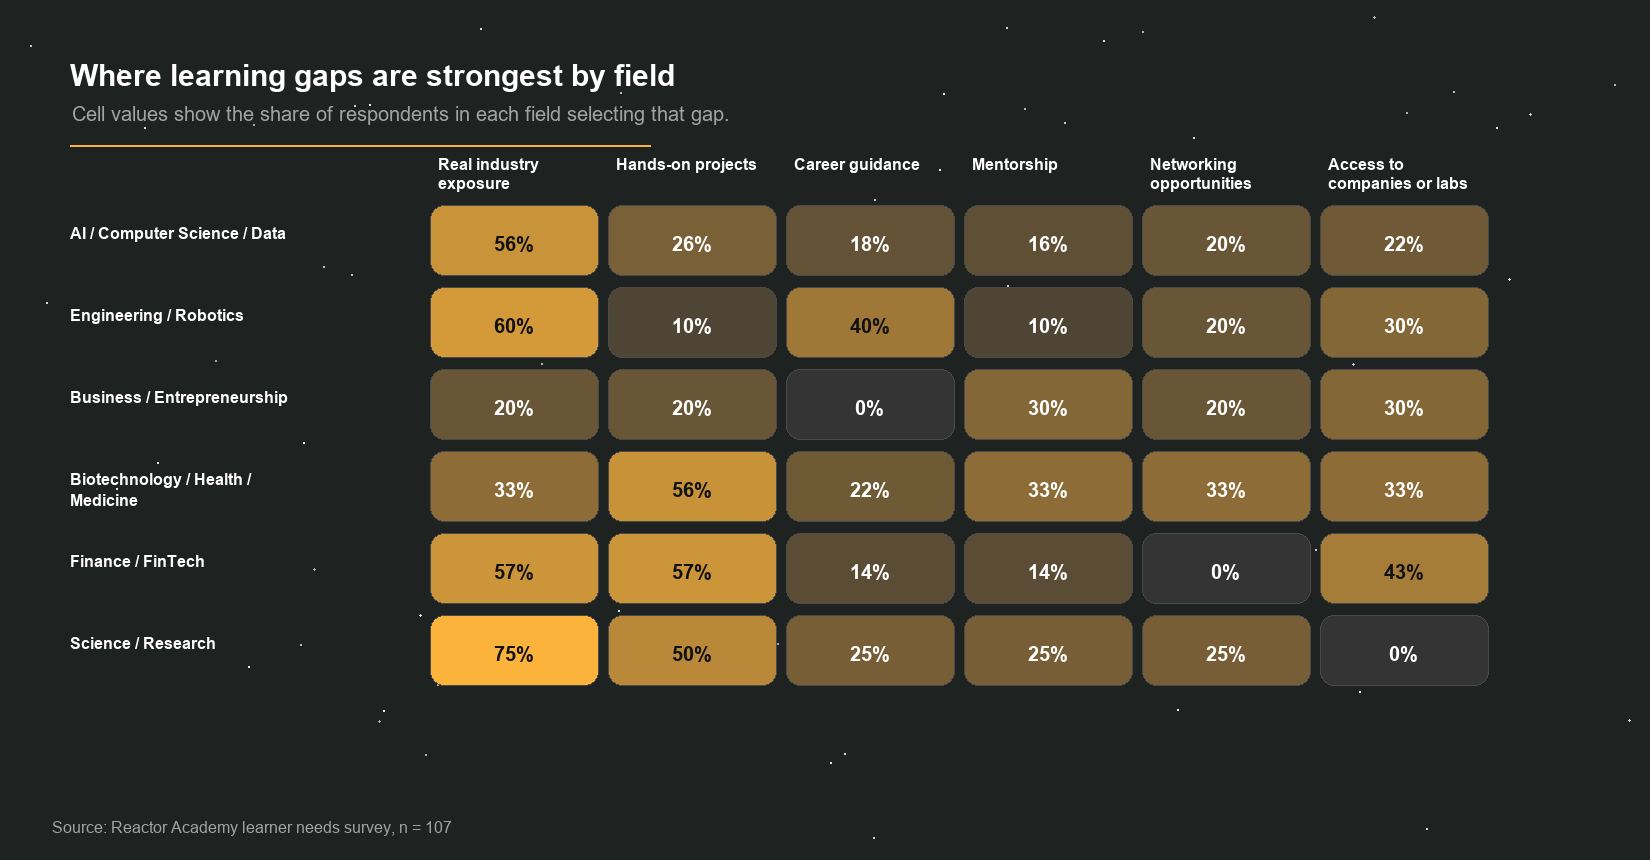 Where learning gaps are strongest by field
Cell values show the share of respondents in each field selecting that gap.
Real industry
exposure
Hands-on projects
Career guidance
Mentorship
Networking
opportunities
Access to
companies or labs
AI / Computer Science / Data
56%
26%
18%
16%
20%
22%
Engineering / Robotics
60%
10%
40%
10%
20%
30%
Business / Entrepreneurship
20%
20%
0%
30%
20%
30%
Biotechnology / Health /
Medicine
33%
56%
22%
33%
33%
33%
Finance / FinTech
57%
57%
14%
14%
0%
43%
Science / Research
75%
50%
25%
25%
25%
0%
Source: Reactor Academy learner needs survey, n = 107